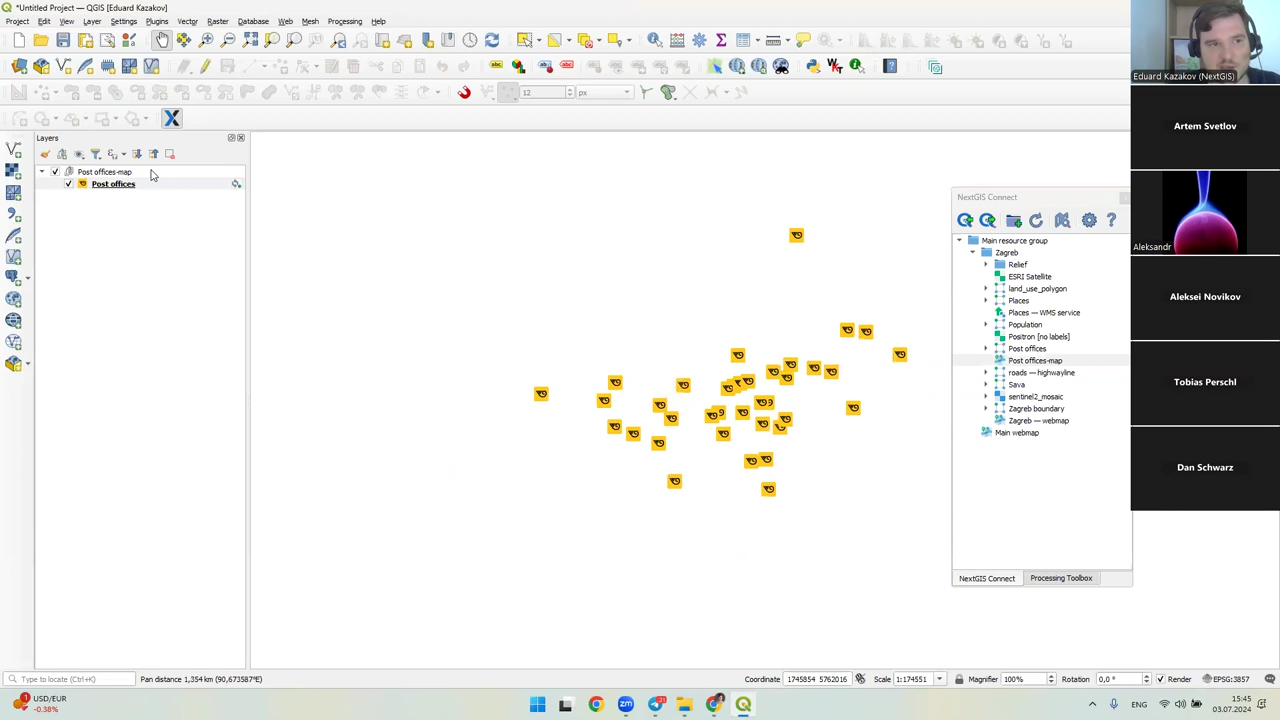 *Untitled Project — QGIS [Eduard Kazakov]
Project Edit View Layer Settings Plugins Vector Raster Database Web Mesh Processing Help
12 px
Layers
Post offices-map
Post offices
NextGIS Connect
Main resource group
Zagreb
Relief
ESRI Satellite
land_use_polygon
Places
Places — WMS service
Population
Positron [no labels]
Post offices
Post offices-map
roads — highwayline
Sava
sentinel2_mosaic
Zagreb boundary
Zagreb — webmap
Main webmap
NextGIS Connect Processing Toolbox
Eduard Kazakov (NextGIS)
Artem Svetlov
Aleksandr
Aleksei Novikov
Tobias Perschl
Dan Schwarz
Type to locate (Ctrl+K) Pan distance 1,354 km (90,673587°) Coordinate 1745854 5762016 Scale 1:174551 Magnifier 100% Rotation 0,0 ° Render EPSG:3857
USD/EUR
-0.38%
ENG
15:45
03.07.2024